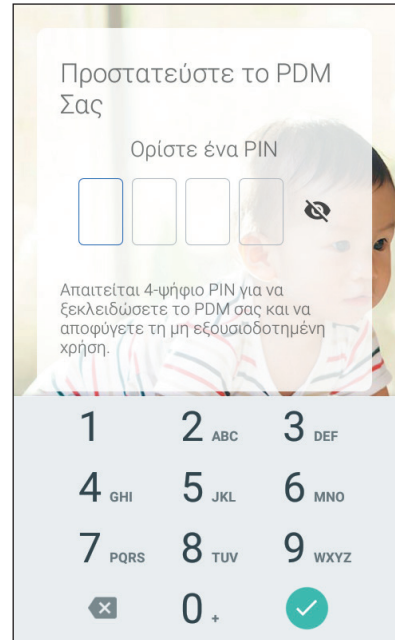 Προστατεύστε το PDM
Σας
Ορίστε ένα PIN
Απαιτείται 4-ψήφιο PIN για να
ξεκλειδώσετε το PDM σας και να
αποφύγετε τη μη εξουσιοδοτημένη
χρήση.
1 2 ABC 3 DEF
4 GHI 5 JKL 6 MNO
7 PQRS 8 TUV 9 WXYZ
0 +